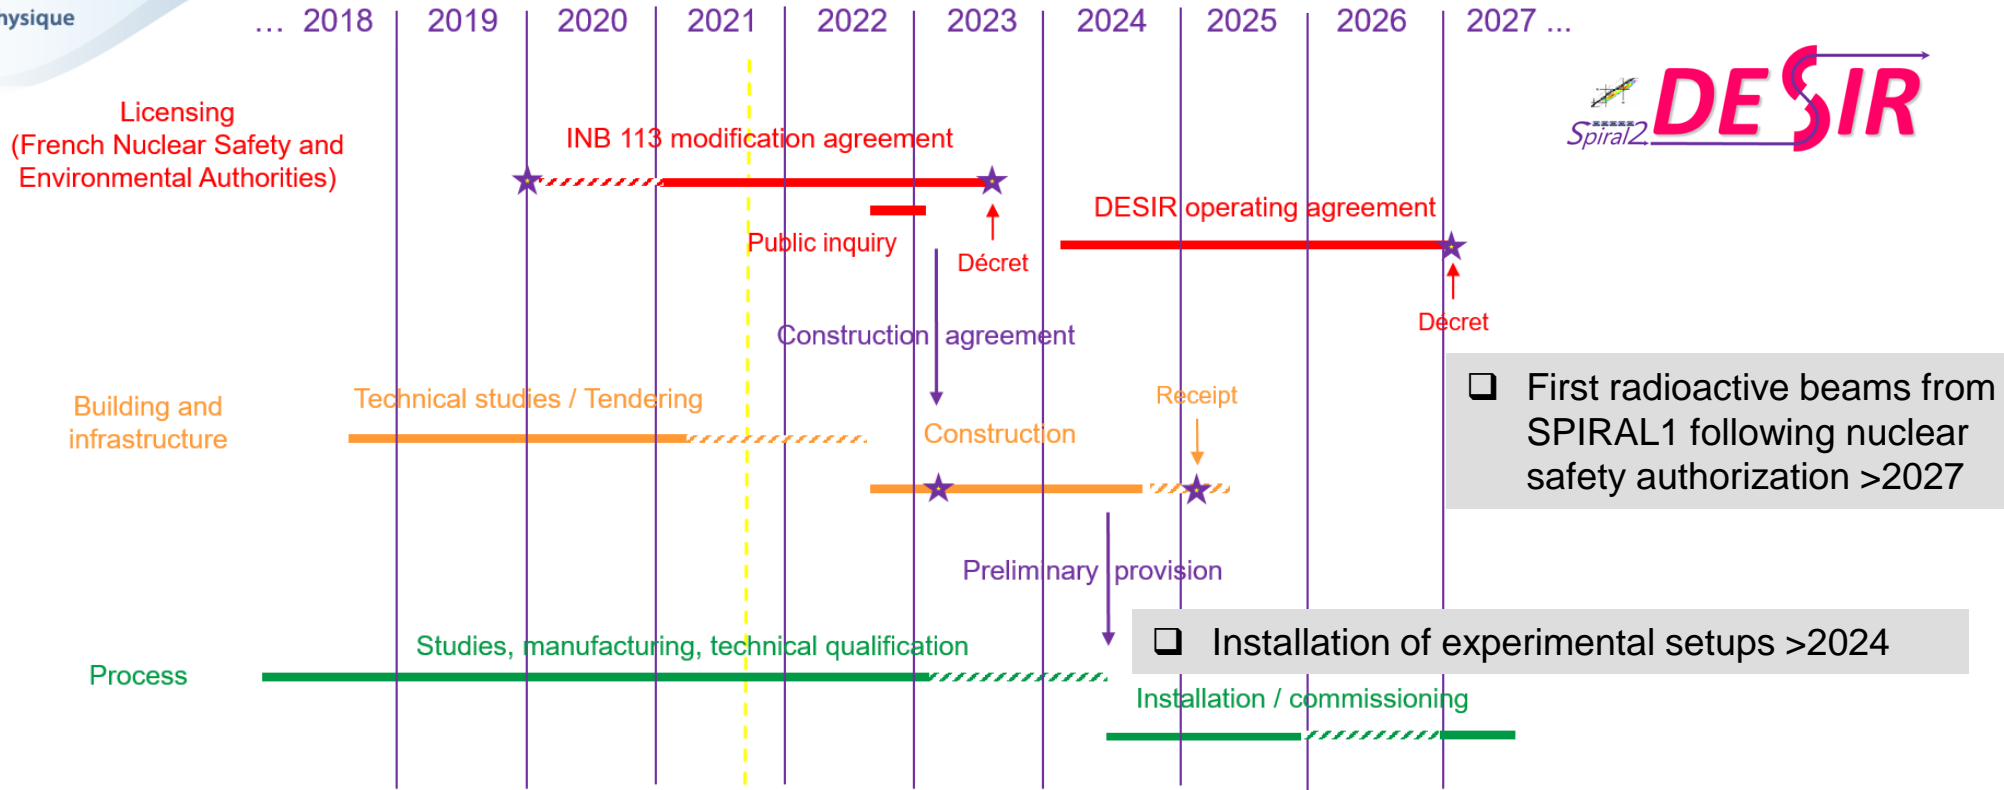 hysique
... 2018 2019 2020 2021 2022 2023 2024 2025 2026 2027 ...
Spiral2 DESIR
Licensing
(French Nuclear Safety and
Environmental Authorities)
INB 113 modification agreement
Public inquiry
Décret
DESIR operating agreement
Décret
Construction agreement
Building and
infrastructure
Technical studies / Tendering
Construction
Receipt
❑ First radioactive beams from
SPIRAL1 following nuclear
safety authorization >2027
Preliminary provision
❑ Installation of experimental setups >2024
Process
Studies, manufacturing, technical qualification
Installation / commissioning